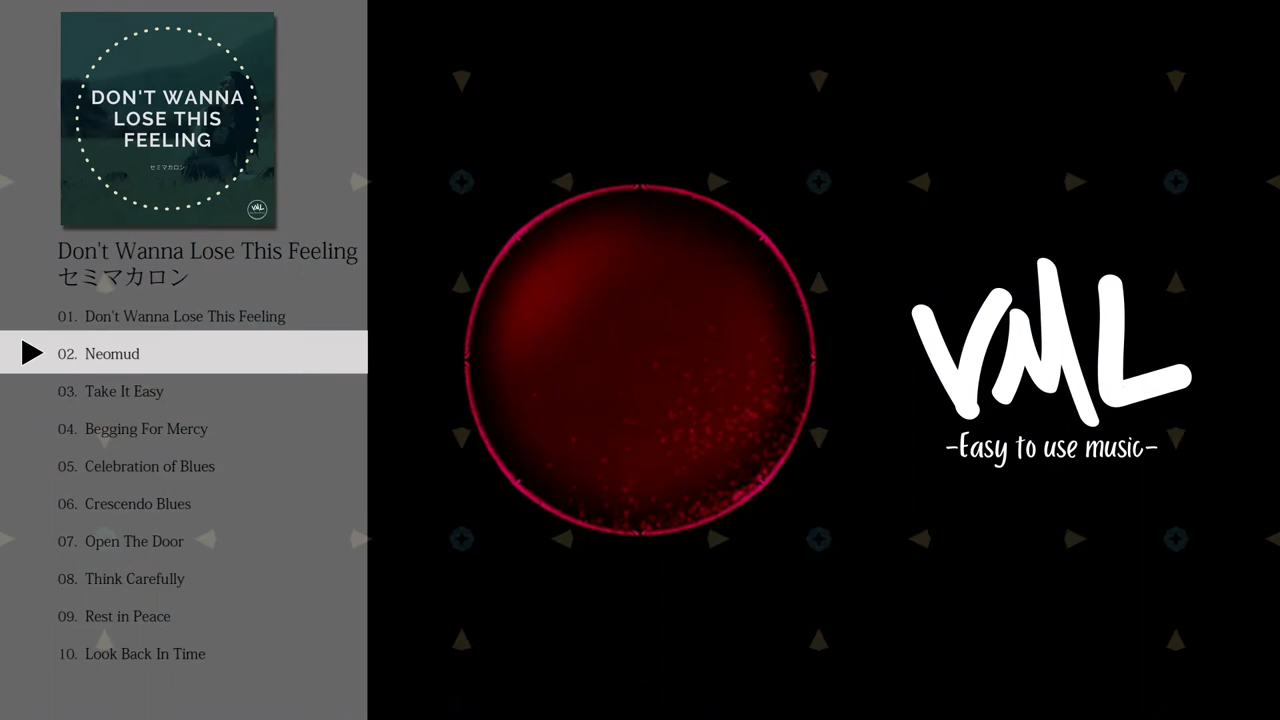 DON'T WANNA
LOSE THIS
FEELING
セミマカロン
VML
Don't Wanna Lose This Feeling
セミマカロン
01. Don't Wanna Lose This Feeling
02. Neomud
03. Take It Easy
04. Begging For Mercy
05. Celebration of Blues
06. Crescendo Blues
07. Open The Door
08. Think Carefully
09. Rest in Peace
10. Look Back In Time
VML
-Easy to use music-